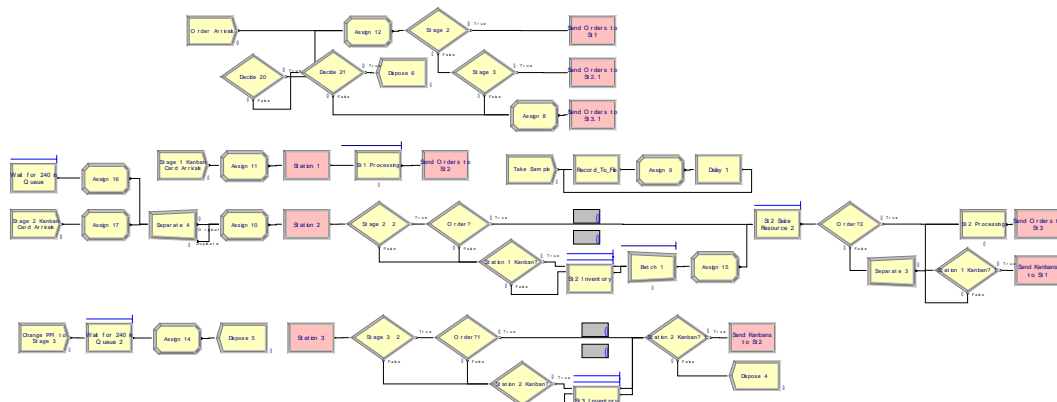 Order Arrivals
Assign 12
Stage 2
True
False
Send Orders to
St1
Decide 20
False
Decide 21
True
False
Dispose 6
Stage 3
True
False
Send Orders to
St2.1
Assign 8
Send Orders to
St3.1
Wait for 240 in
Queue
Assign 16
Stage 1 Kanban
Card Arrivals
Assign 11
Station 1
St1 Processing
Send Orders to
St2
Take Sample
Record_To_File
Assign 9
Delay 1
Stage 2 Kanban
Card Arrivals
Assign 17
Separate 4
Original
Duplicate
Assign 10
Station 2
Stage 2 2
True
False
Order?
True
False
Station 1 Kanban?
True
False
St2 Inventory
Batch 1
Assign 15
St2 Seize
Resource 2
Order?2
True
False
St2 Processing
Send Orders to
St3
Separate 3
Station 1 Kanban?
True
False
Send Kanbans
to St1
Change PPI to
Stage 3
Wait for 240 in
Queue 2
Assign 14
Dispose 5
Station 3
Stage 3 2
True
False
Order?1
True
False
Station 2 Kanban?
True
False
St3 Inventory
Station 2 Kanban?
True
False
Send Kanbans
to St2
Dispose 4